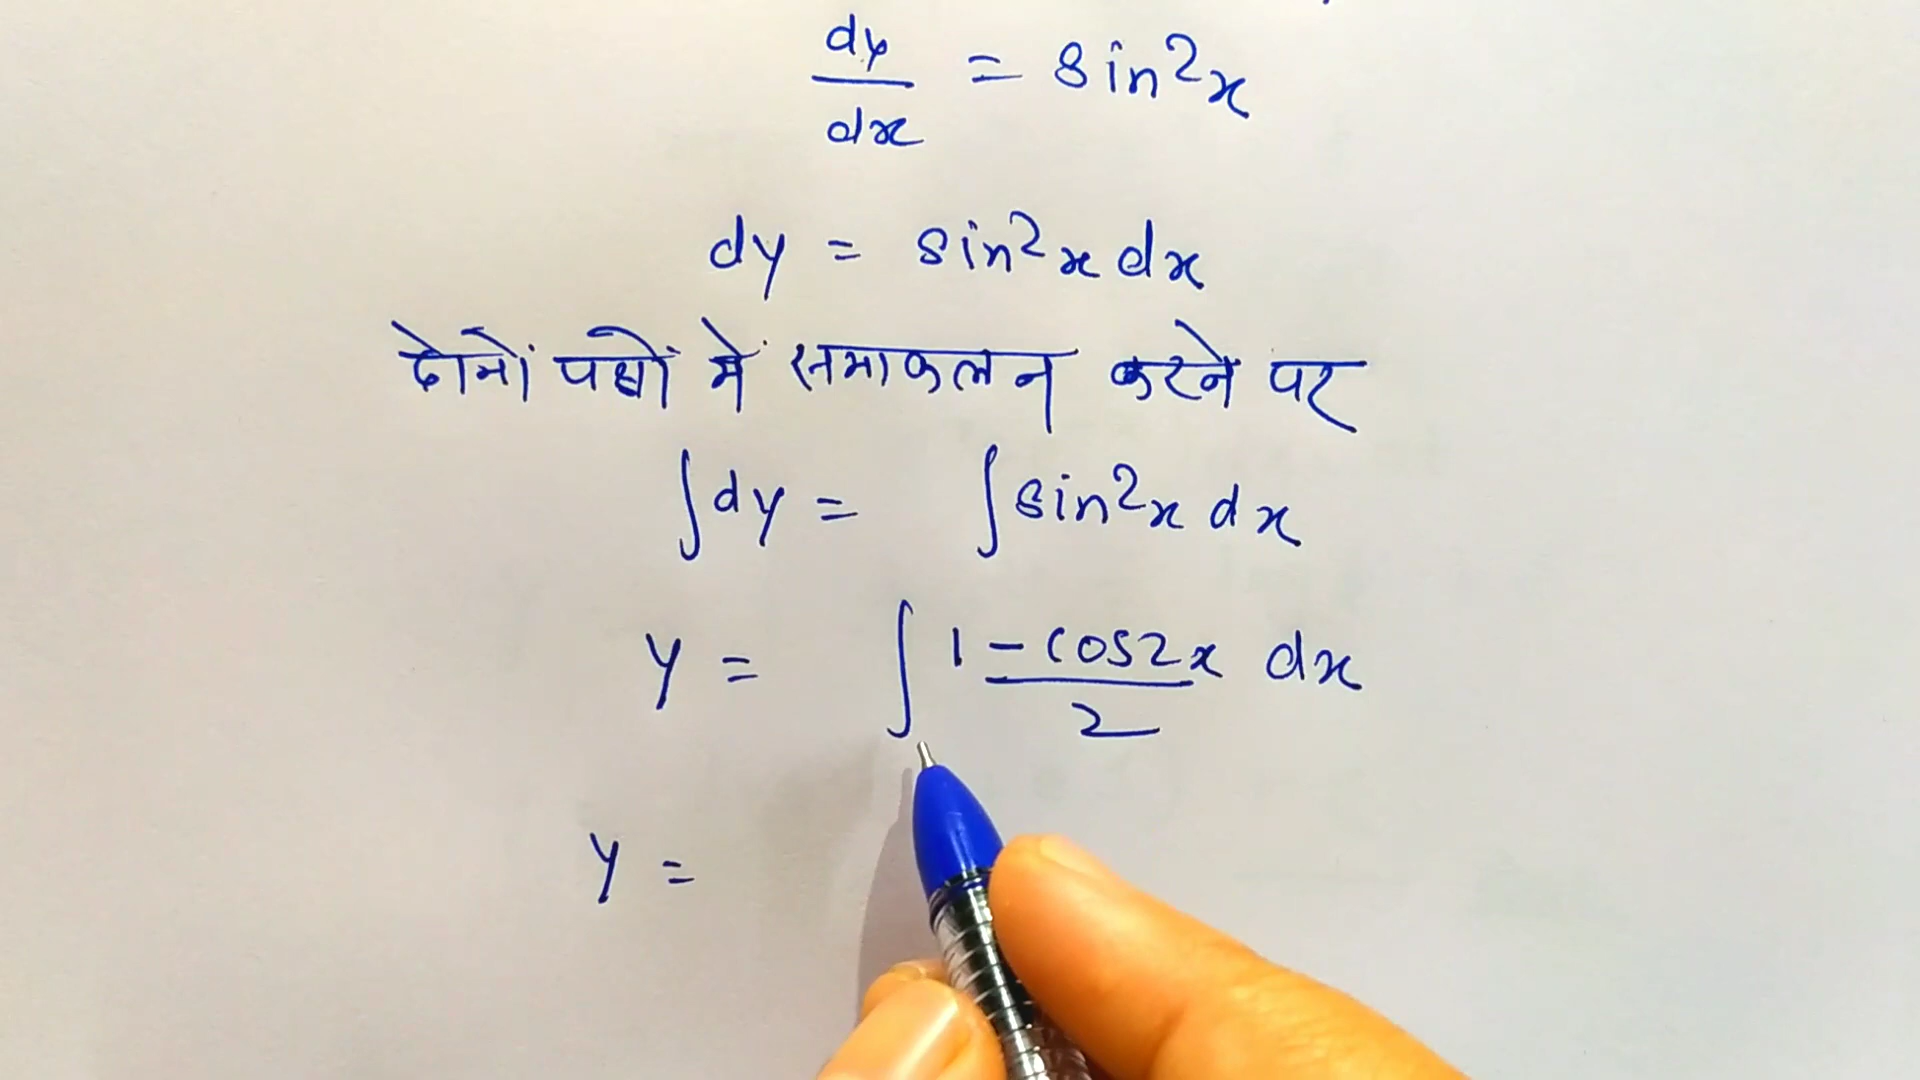 dy/dx = sin²x
dy = sin²x dx
दोनों पक्षों में समाकलन करने पर
∫dy = ∫sin²x dx
y = ∫ 1 - cos2x / 2 dx
y =